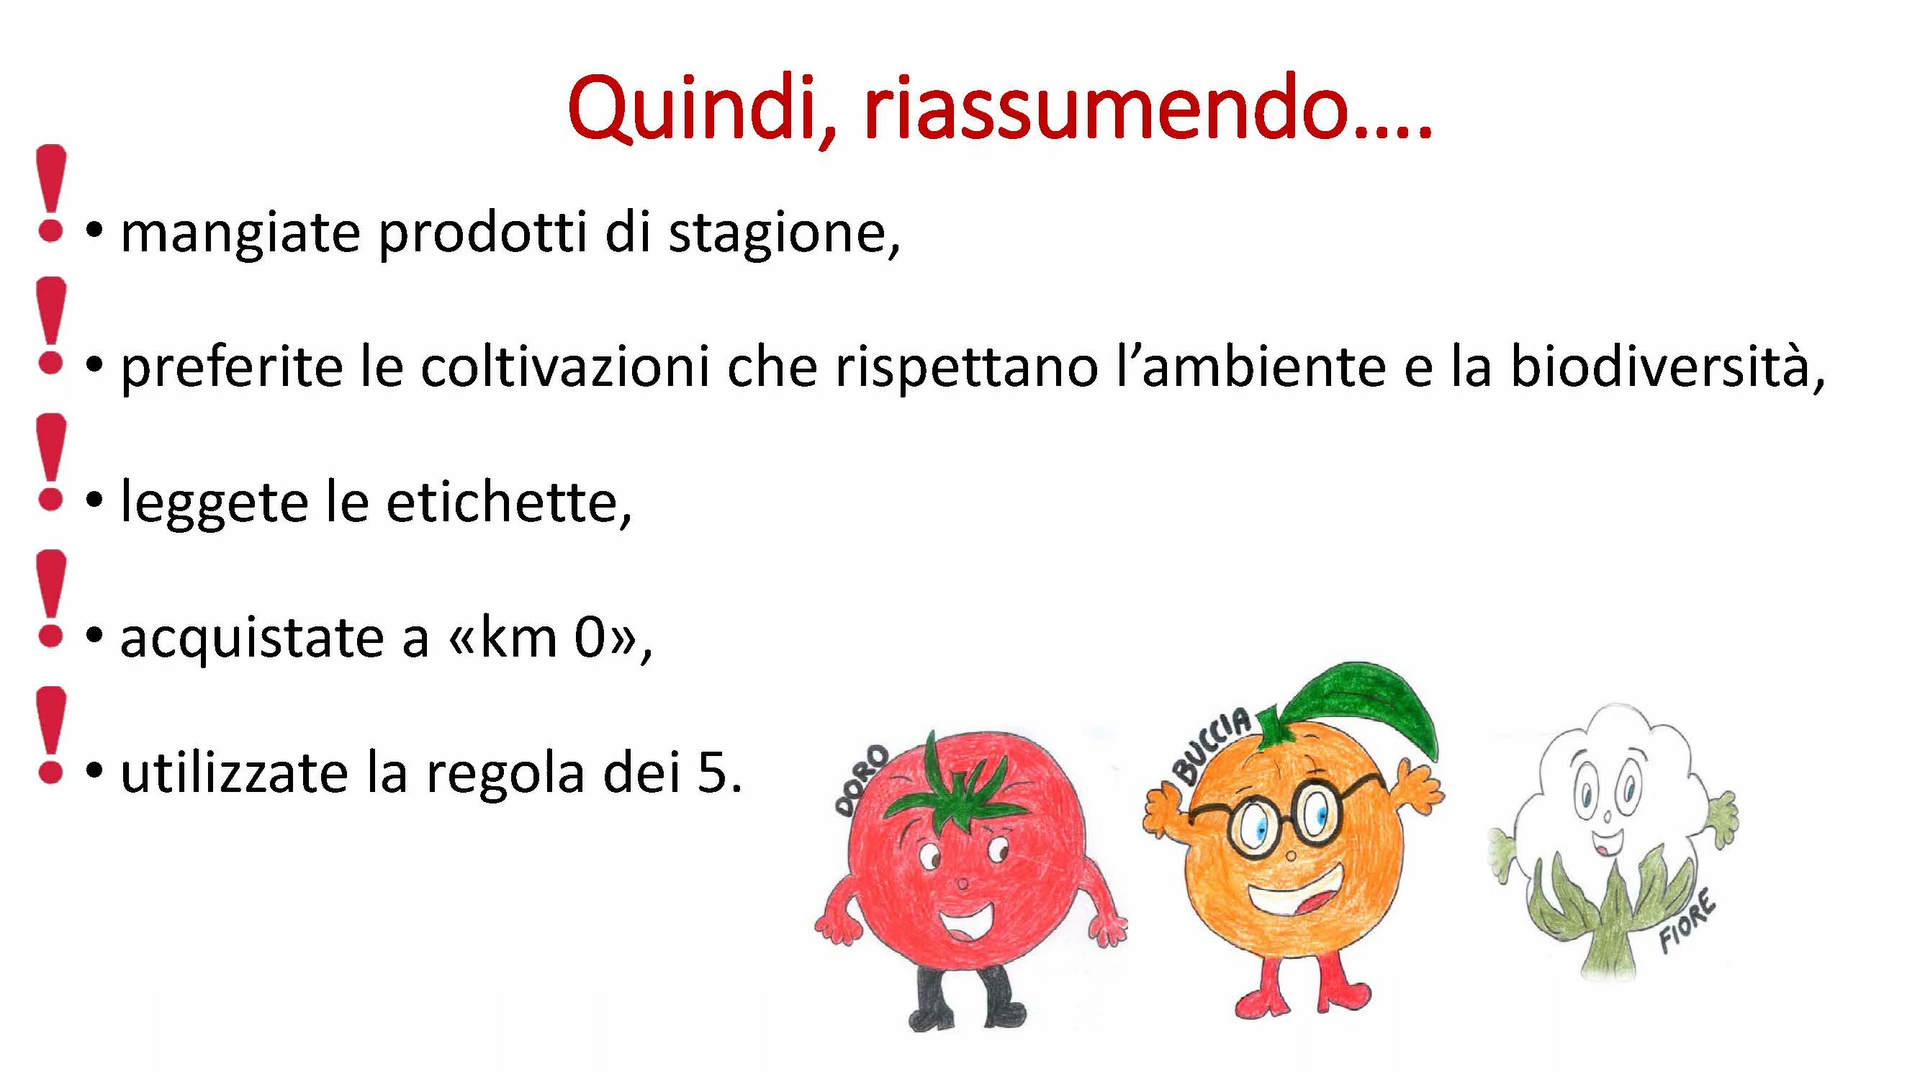 Quindi, riassumendo....
• mangiate prodotti di stagione,
• preferite le coltivazioni che rispettano l’ambiente e la biodiversità,
• leggete le etichette,
• acquistate a «km 0»,
• utilizzate la regola dei 5.
DORO
BUCCIA
FIORE